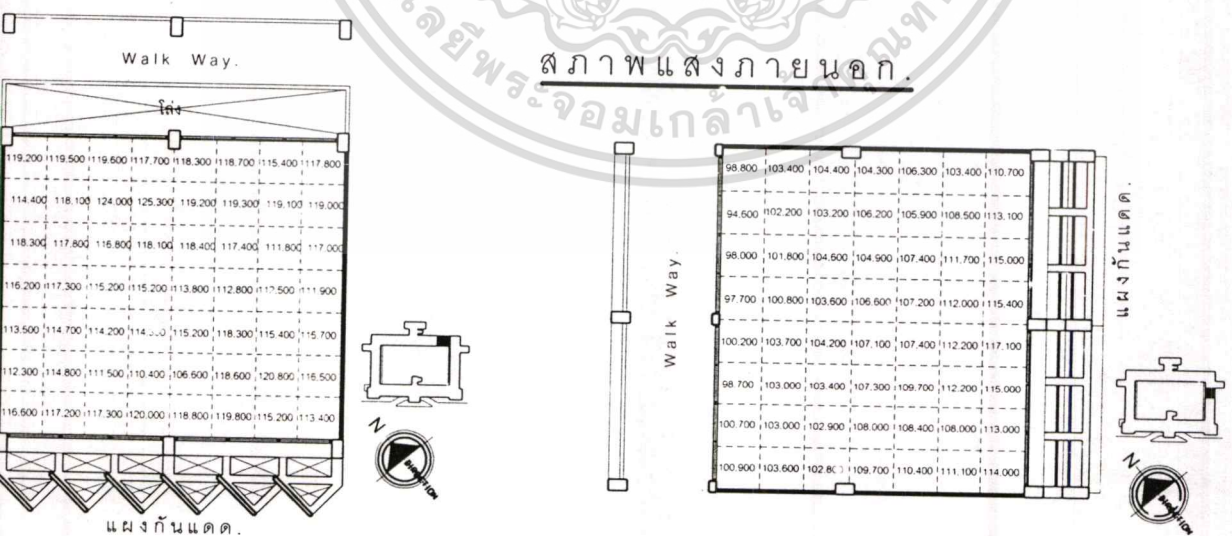 Walk Way.
โล่ง
119.200 119.500 119.600 117.700 118.300 118.700 115.400 117.800
114.400 118.100 124.000 125.300 119.200 119.300 119.100 119.000
118.300 117.800 116.800 118.100 118.400 117.400 111.800 117.000
116.200 117.300 115.200 115.200 113.800 112.800 112.500 111.900
113.500 114.700 114.200 115.200 118.300 115.400 115.700
112.300 114.800 111.500 110.400 106.600 118.600 120.800 116.500
116.600 117.200 117.300 120.000 118.800 119.800 115.200 113.400
แผงกันแดด.
N
DIRECTION
สภาพแสงภายนอก.
Walk Way.
98.800 103.400 104.400 104.300 106.300 103.400 110.700
94.600 102.200 103.200 106.200 105.900 108.500 113.100
98.000 101.800 104.600 104.900 107.400 111.700 115.000
97.700 100.800 103.600 106.600 107.200 112.000 115.400
100.200 103.700 104.200 107.100 107.400 112.200 117.100
98.700 103.000 103.400 107.300 109.700 112.200 115.000
100.700 103.000 102.900 108.000 108.400 108.000 113.000
100.900 103.600 109.700 110.400 111.100 114.000
แผงกันแดด.
N
DIRECTION